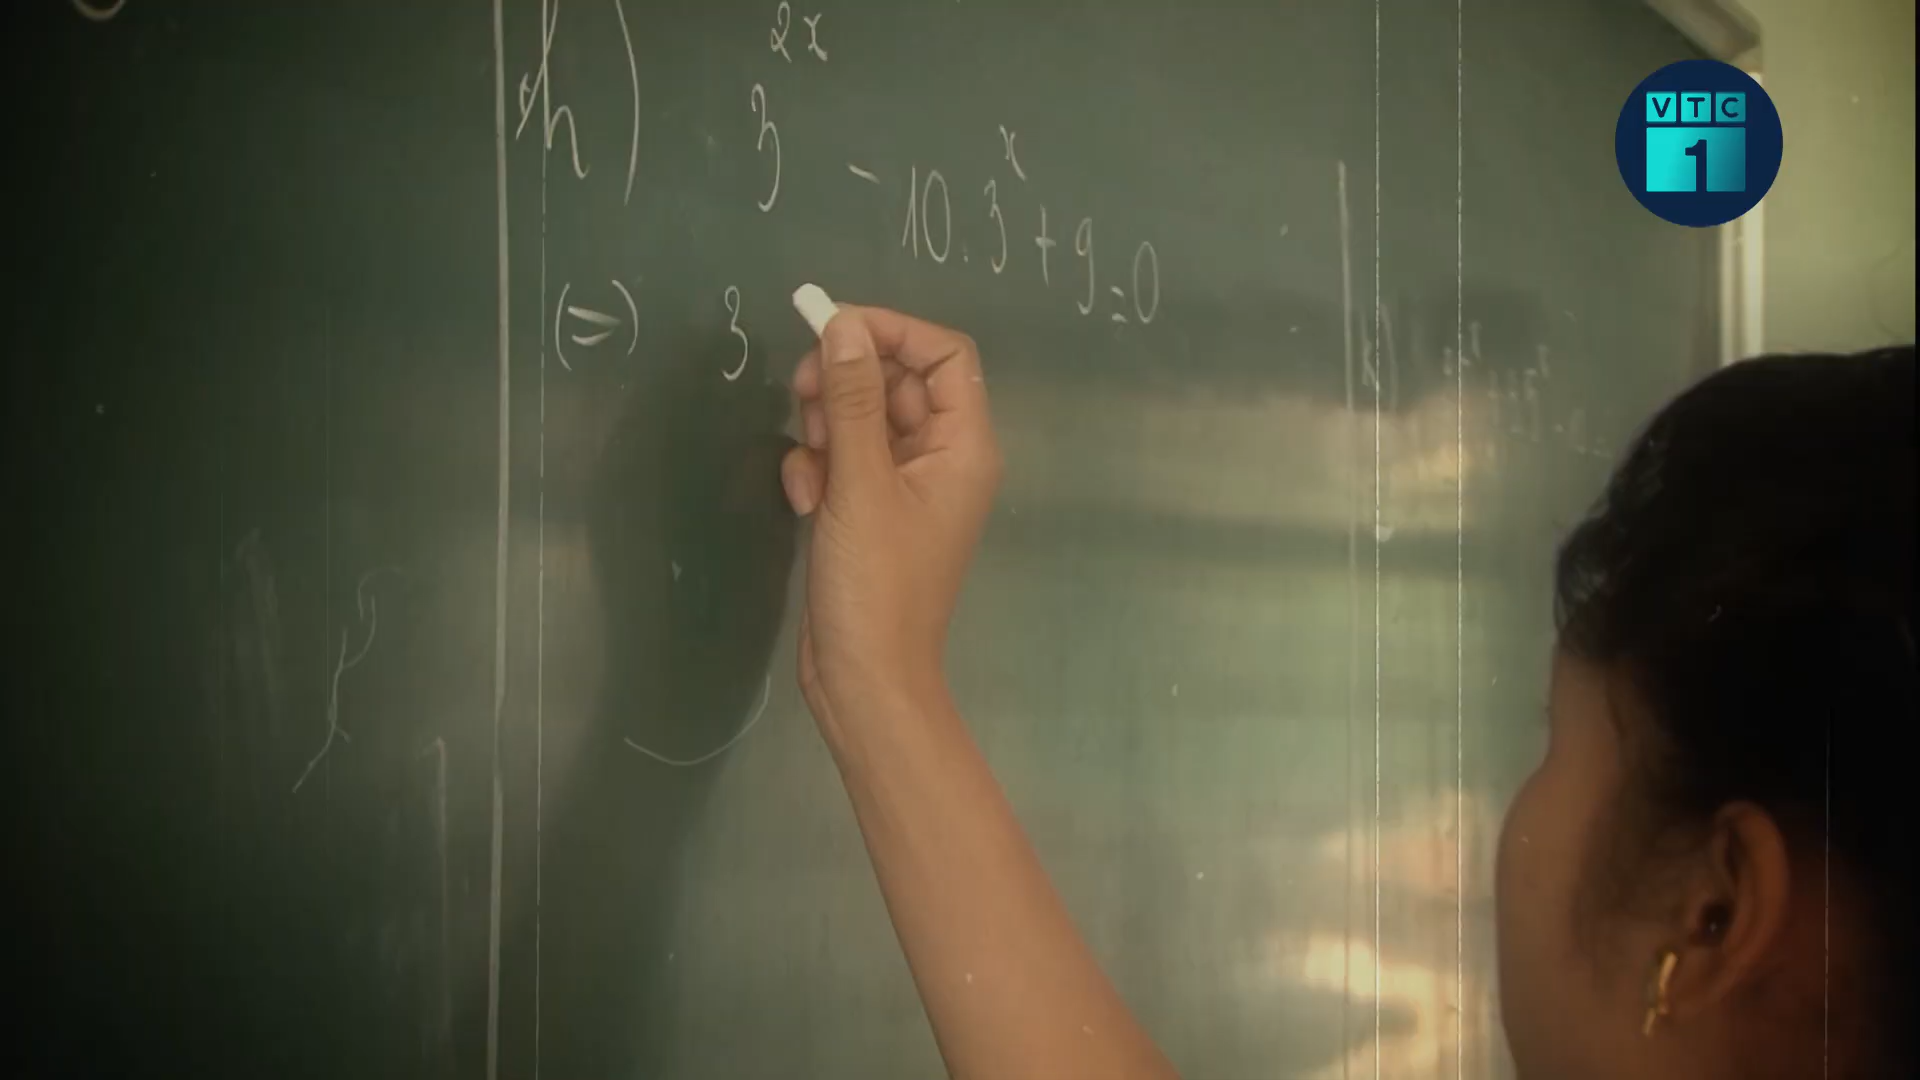 VTC
1
h) 3^{2x} - 10.3^x + 9 = 0
(=>) 3